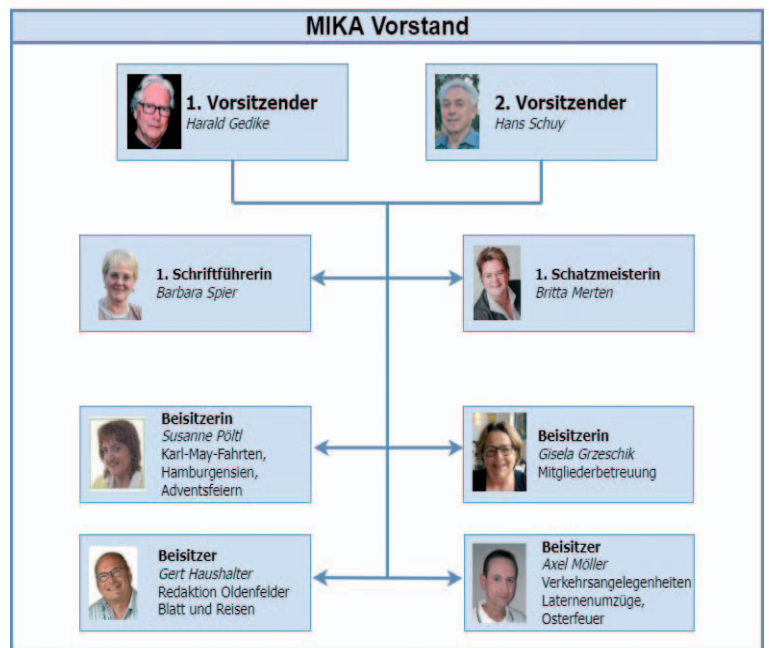 MIKA Vorstand
1. Vorsitzender
Harald Gedike
2. Vorsitzender
Hans Schuy
1. Schriftführerin
Barbara Spier
1. Schatzmeisterin
Britta Merten
Beisitzerin
Susanne Pöltl
Karl-May-Fahrten,
Hamburgensien,
Adventsfeiern
Beisitzerin
Gisela Grzeschik
Mitgliederbetreuung
Beisitzer
Gert Haushalter
Redaktion Oldenfelder
Blatt und Reisen
Beisitzer
Axel Möller
Verkehrsangelegenheiten
Laternenumzüge,
Osterfeuer